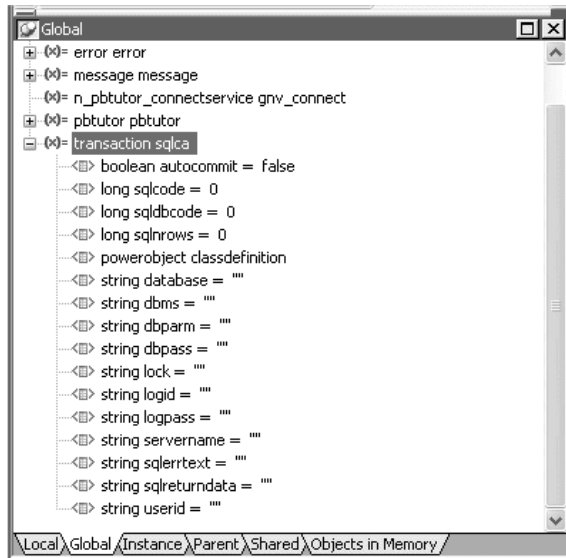 Global
(x)= error error
(x)= message message
(x)= n_pbtutor_connectservice gnv_connect
(x)= pbtutor pbtutor
(x)= transaction sqlca
boolean autocommit = false
long sqlcode = 0
long sqldbcode = 0
long sqlnrows = 0
powerobject classdefinition
string database = ""
string dbms = ""
string dbparm = ""
string dbpass = ""
string lock = ""
string logid = ""
string logpass = ""
string servername = ""
string sqlerrtext = ""
string sqlreturndata = ""
string userid = ""
Local Global Instance Parent Shared Objects in Memory